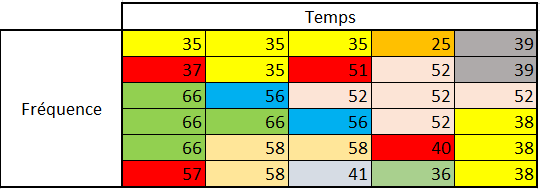 Temps
35 35 35 25 39
37 35 51 52 39
66 56 52 52 52
Fréquence 66 66 56 52 38
66 58 58 40 38
57 58 41 36 38